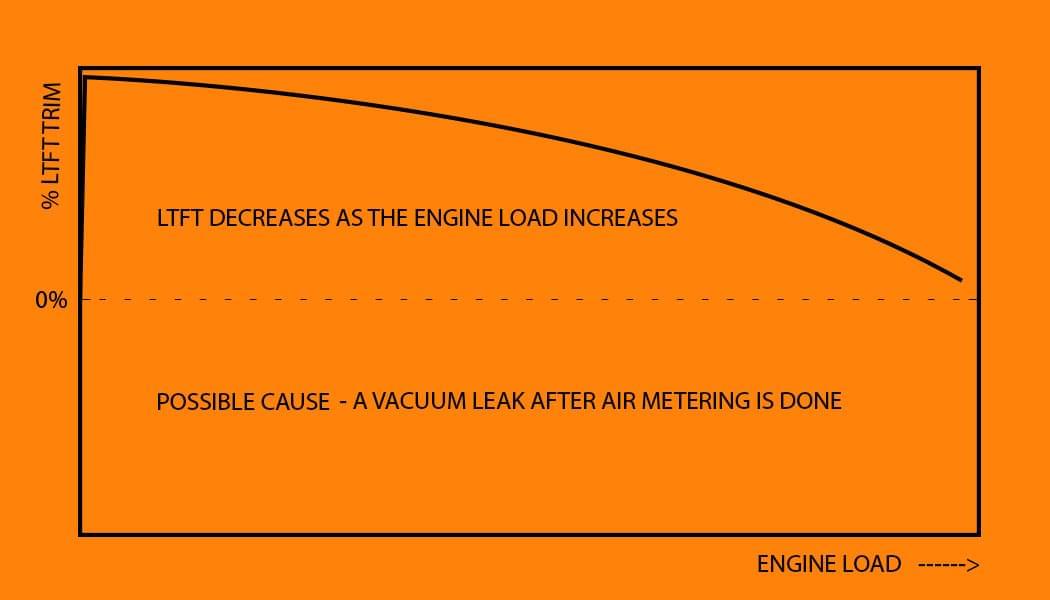 % LTFT TRIM
LTFT DECREASES AS THE ENGINE LOAD INCREASES
0%
POSSIBLE CAUSE - A VACUUM LEAK AFTER AIR METERING IS DONE
ENGINE LOAD ------>